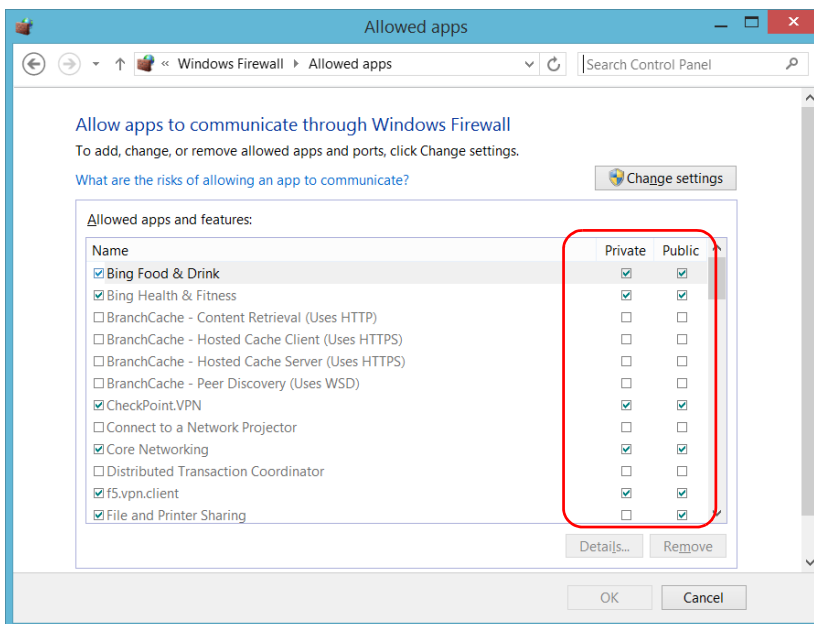 Allowed apps
« Windows Firewall Allowed apps Search Control Panel
Allow apps to communicate through Windows Firewall
To add, change, or remove allowed apps and ports, click Change settings.
What are the risks of allowing an app to communicate? Change settings
Allowed apps and features:
Name Private Public
Bing Food & Drink
Bing Health & Fitness
BranchCache - Content Retrieval (Uses HTTP)
BranchCache - Hosted Cache Client (Uses HTTPS)
BranchCache - Hosted Cache Server (Uses HTTPS)
BranchCache - Peer Discovery (Uses WSD)
CheckPoint.VPN
Connect to a Network Projector
Core Networking
Distributed Transaction Coordinator
f5.vpn.client
File and Printer Sharing
Details... Remove
OK Cancel